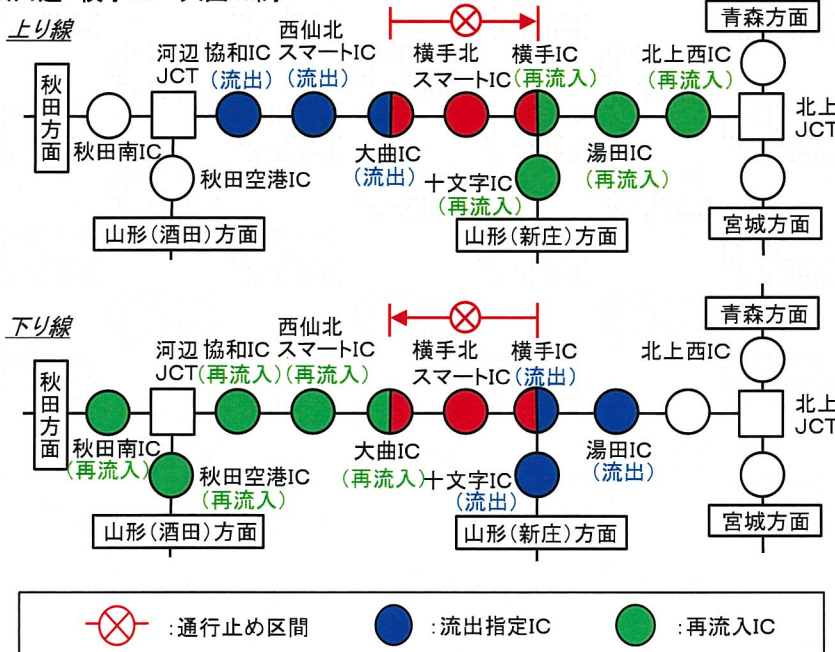 上り線
西仙北
スマートIC
(流出)
河辺
JCT
協和IC
(流出)
横手北
スマートIC
横手IC
(再流入)
北上西IC
(再流入)
青森方面
秋田方面
秋田南IC
秋田空港IC
大曲IC
(流出)
十文字IC
(再流入)
湯田IC
(再流入)
北上
JCT
山形(酒田)方面
山形(新庄)方面
宮城方面
下り線
西仙北
スマートIC
(再流入)
河辺
JCT
協和IC
(再流入)
横手北
スマートIC
横手IC
(流出)
北上西IC
青森方面
秋田方面
秋田南IC
(再流入)
秋田空港IC
(再流入)
大曲IC
(再流入)
十文字IC
(流出)
湯田IC
(流出)
北上
JCT
山形(酒田)方面
山形(新庄)方面
宮城方面
:通行止め区間
:流出指定IC
:再流入IC